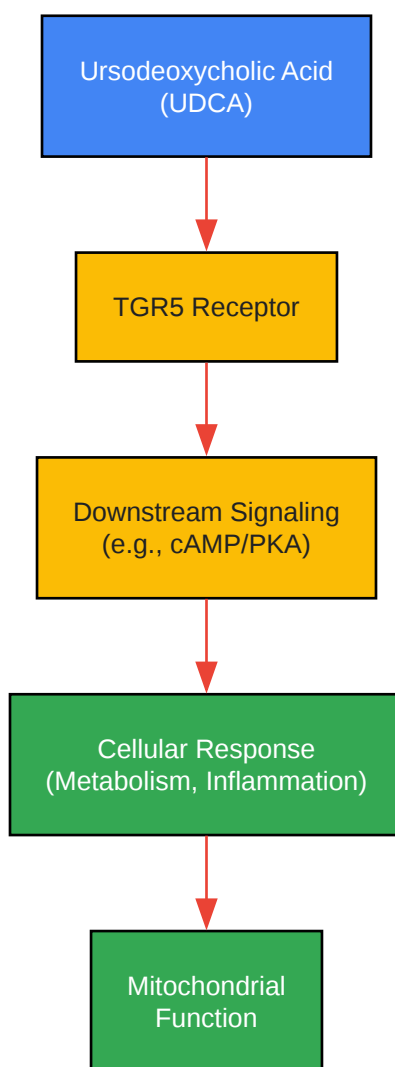 Ursodeoxycholic Acid
(UDCA)
TGR5 Receptor
Downstream Signaling
(e.g., cAMP/PKA)
Cellular Response
(Metabolism, Inflammation)
Mitochondrial
Function